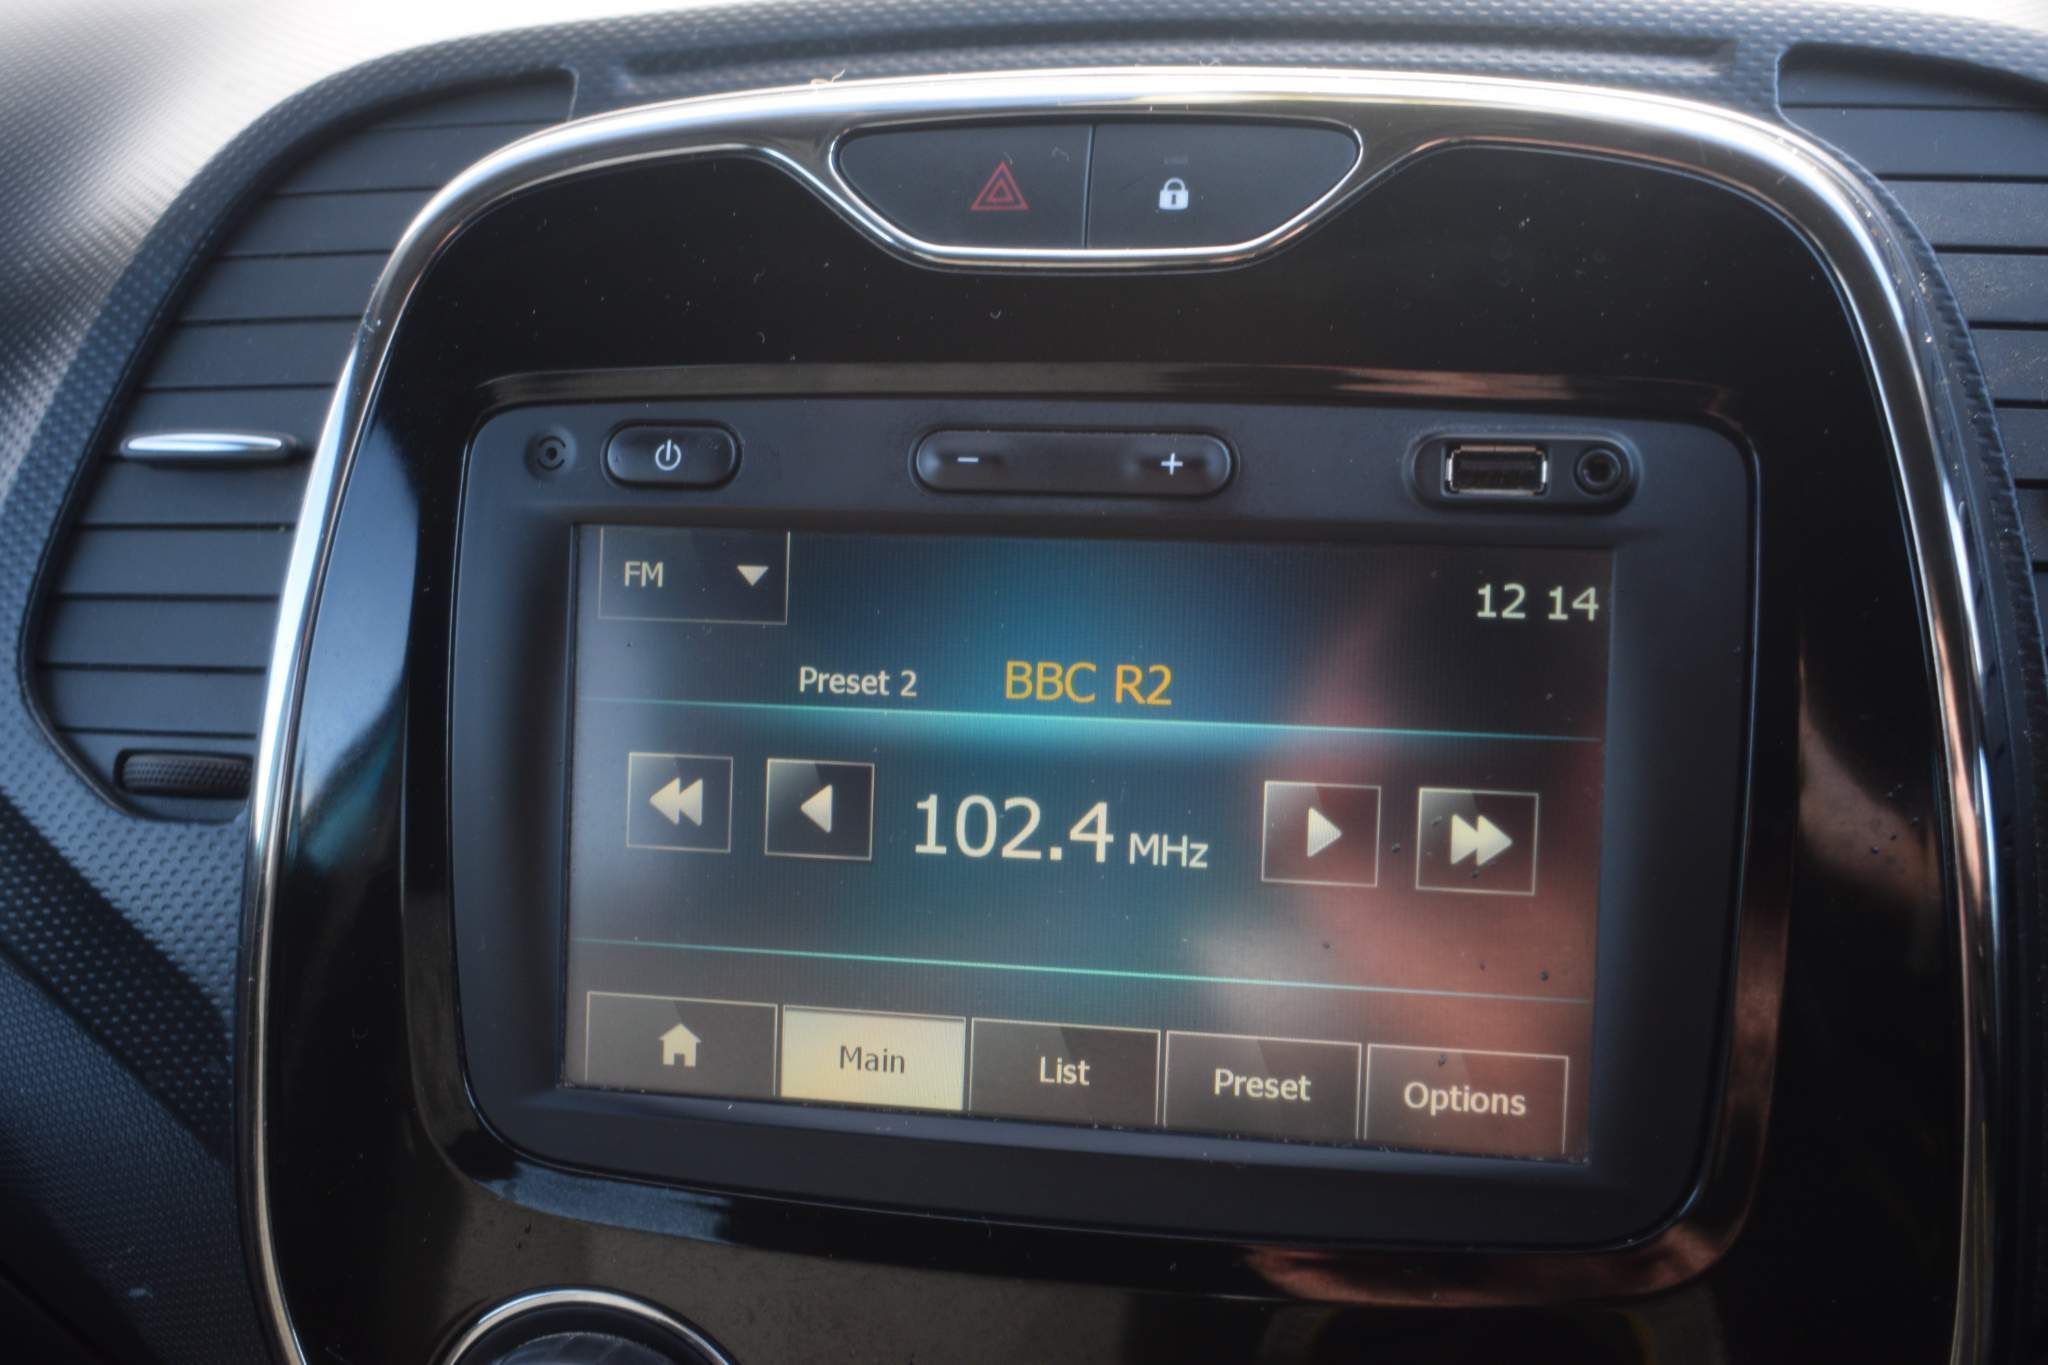 FM
12 14
Preset 2 BBC R2
102.4 MHz
Main List Preset Options